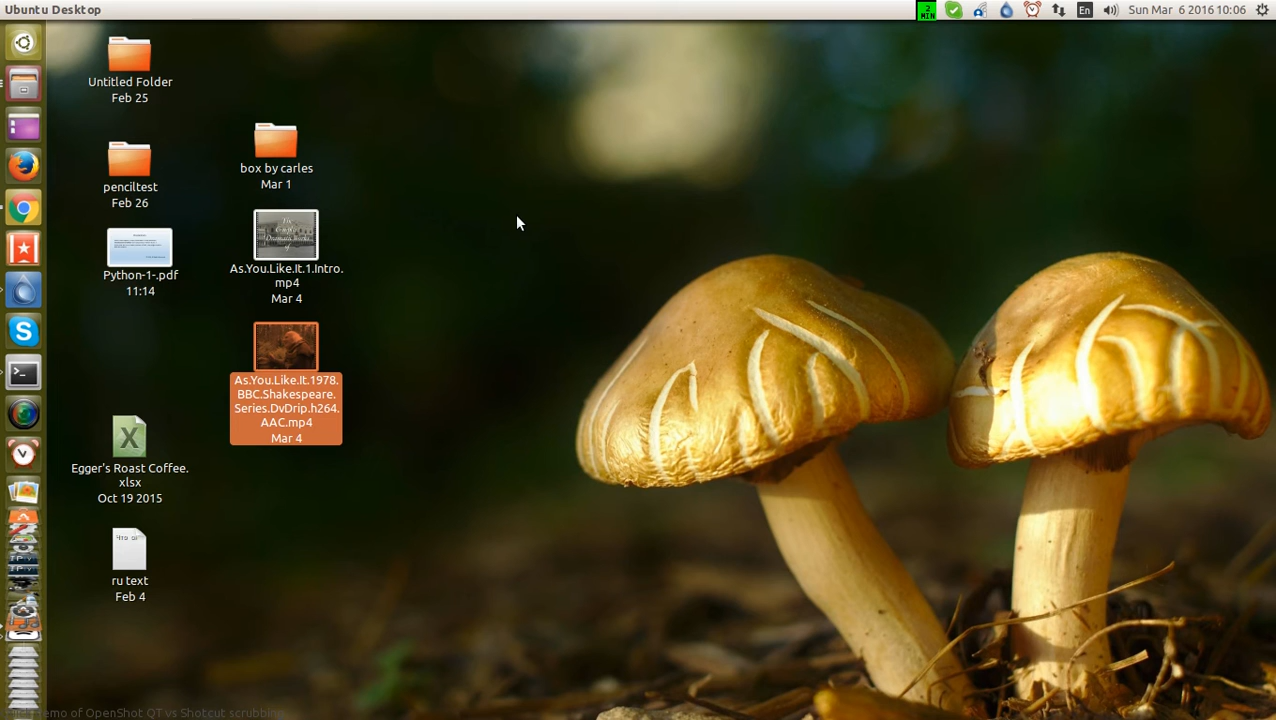 Ubuntu Desktop
2
MIN
En
Sun Mar 6 2016 10:06
Untitled Folder
Feb 25
box by carles
Mar 1
penciltest
Feb 26
As.You.Like.It.1.Intro.
mp4
Mar 4
Python-1-.pdf
11:14
As.You.Like.It.1978.
BBC.Shakespeare.
Series.DvDrip.h264.
AAC.mp4
Mar 4
Egger's Roast Coffee.
xlsx
Oct 19 2015
ru text
Feb 4
demo of OpenShot QT vs Shotcut scrubbing